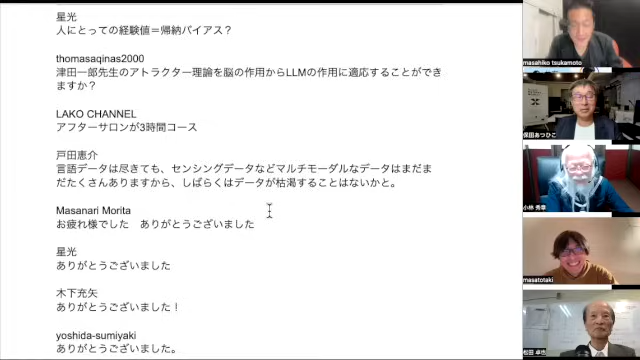 星光
人にとっての経験値＝帰納バイアス？
thomasaqinas2000
津田一郎先生のアトラクター理論を脳の作用からLLMの作用に適応することができ
ますか？
LAKO CHANNEL
アフターサロンが3時間コース
戸田恵介
言語データは尽きても、センシングデータなどマルチモーダルなデータはまだま
だたくさんありますから、しばらくはデータが枯渇することはないかと。
Masanari Morita
お疲れ様でした　ありがとうございました
星光
ありがとうございました
木下充矢
ありがとうございました！
yoshida-sumiyaki
ありがとうございました。
masahiko tsukamoto
保田あつひこ
小林 秀章
masatotaki
松田 卓也